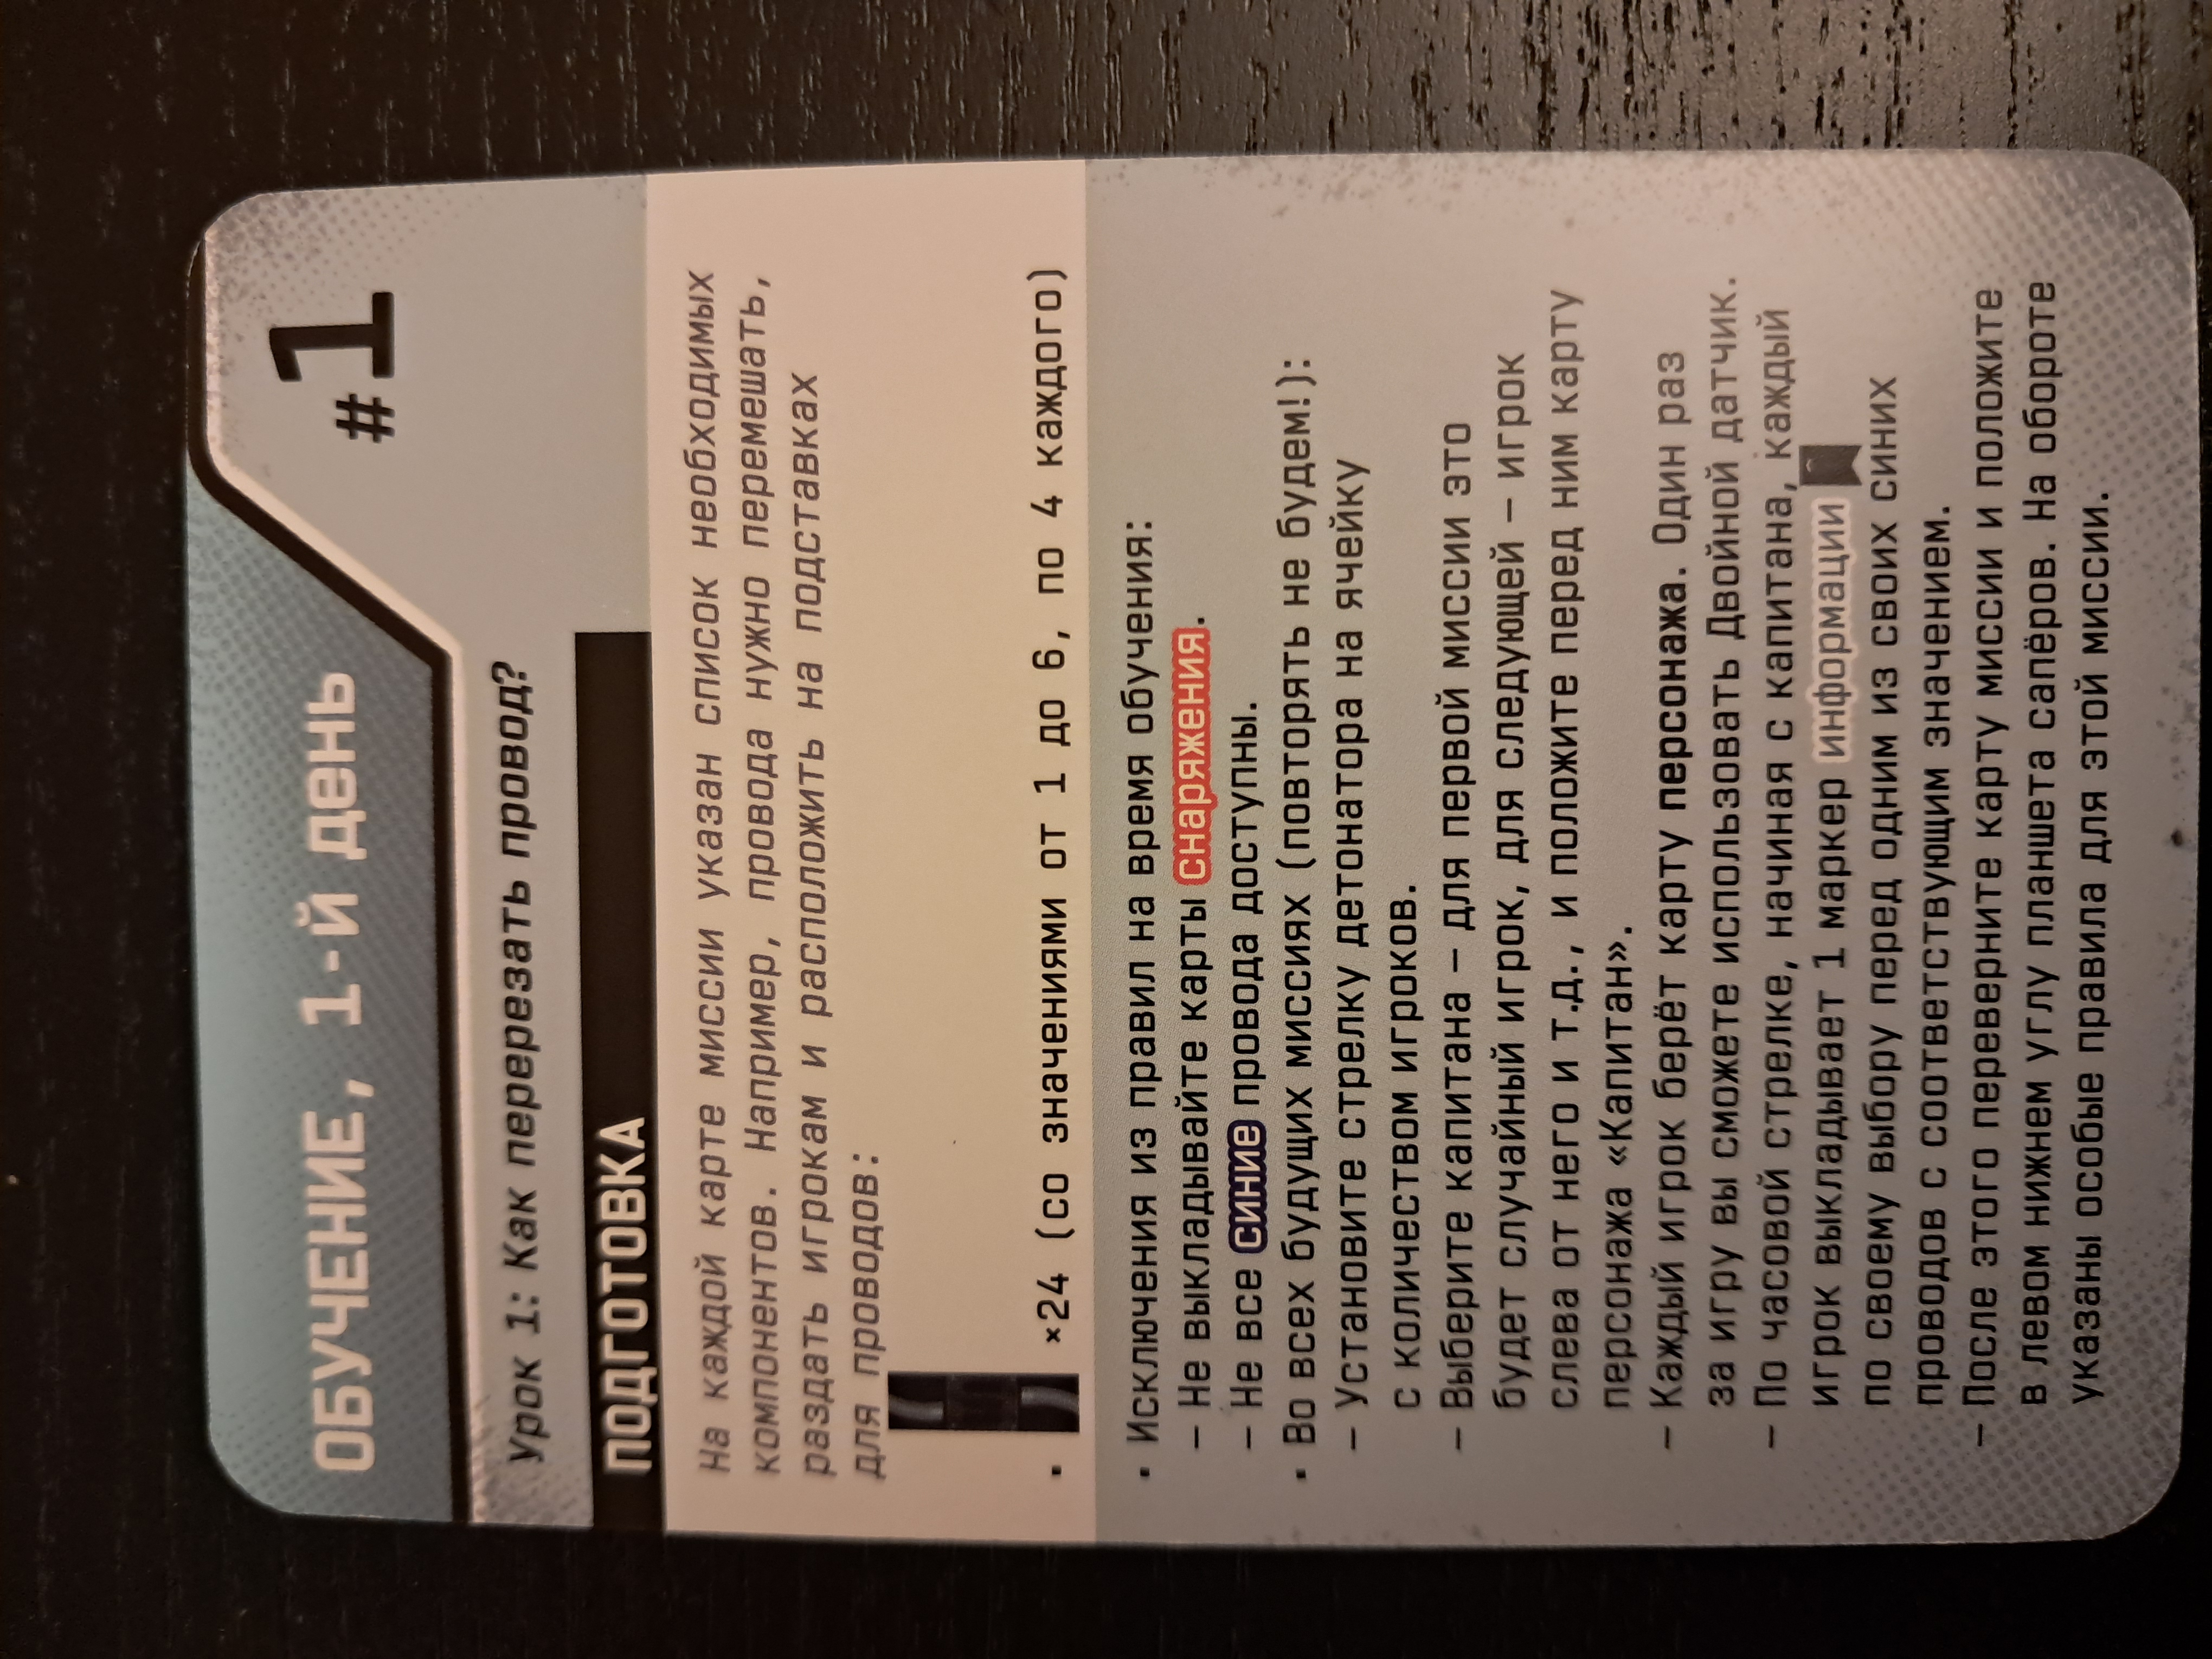 ОБУЧЕНИЕ, 1-й день
#1
Урок 1: Как перерезать провод?
ПОДГОТОВКА
На каждой карте миссии указан список необходимых
компонентов. Например, провода нужно перемешать,
раздать игрокам и расположить на подставках
для проводов:
· ×24 (со значениями от 1 до 6, по 4 каждого)
· Исключения из правил на время обучения:
– Не выкладывайте карты снаряжения.
– Не все синие провода доступны.
· Во всех будущих миссиях (повторять не будем!):
– Установите стрелку детонатора на ячейку
с количеством игроков.
– Выберите капитана – для первой миссии это
будет случайный игрок, для следующей – игрок
слева от него и т.д., и положите перед ним карту
персонажа «Капитан».
– Каждый игрок берёт карту персонажа. Один раз
за игру вы сможете использовать Двойной датчик.
– По часовой стрелке, начиная с капитана, каждый
игрок выкладывает 1 маркер информации
по своему выбору перед одним из своих синих
проводов с соответствующим значением.
– После этого переверните карту миссии и положите
в левом нижнем углу планшета сапёров. На обороте
указаны особые правила для этой миссии.